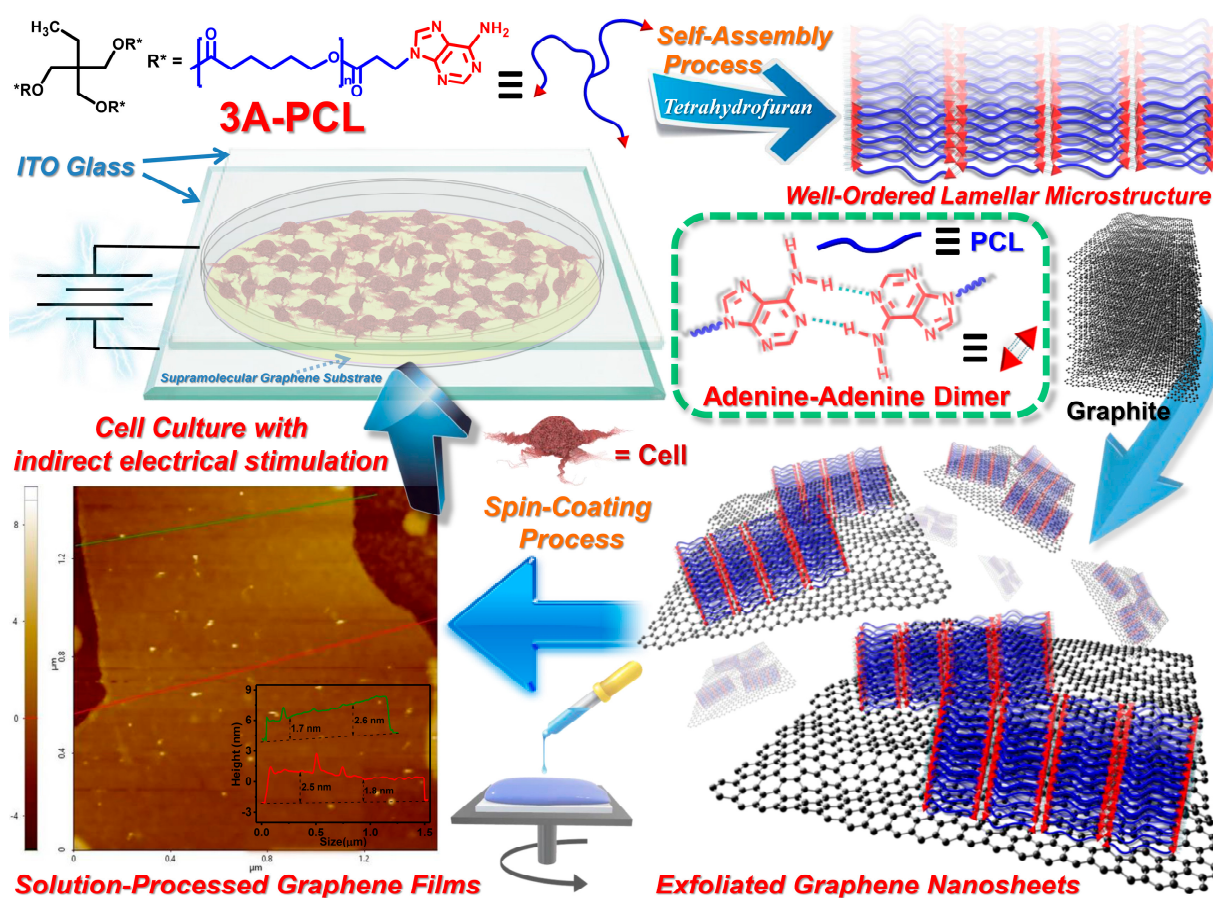 H₃C
OR*
*RO
OR*
R* =
O
O
n
O
N
N
N
N
NH₂
3A-PCL
Self-Assembly
Process
Tetrahydrofuran
Well-Ordered Lamellar Microstructure
ITO Glass
Supramolecular Graphene Substrate
PCL
H
N
H
N
N
N
N
N
N
N
N
N
H
N
H
Adenine-Adenine Dimer
Graphite
Cell Culture with
indirect electrical stimulation
= Cell
Spin-Coating
Process
8
4
0
-4
μm
1.2
0.8
0.4
0
0
0.4
0.8
1.2
μm
Height (nm)
9
6
3
0
-3
1.7 nm
2.6 nm
2.5 nm
1.8 nm
0.0
0.5
1.0
1.5
Size(μm)
Solution-Processed Graphene Films
Exfoliated Graphene Nanosheets